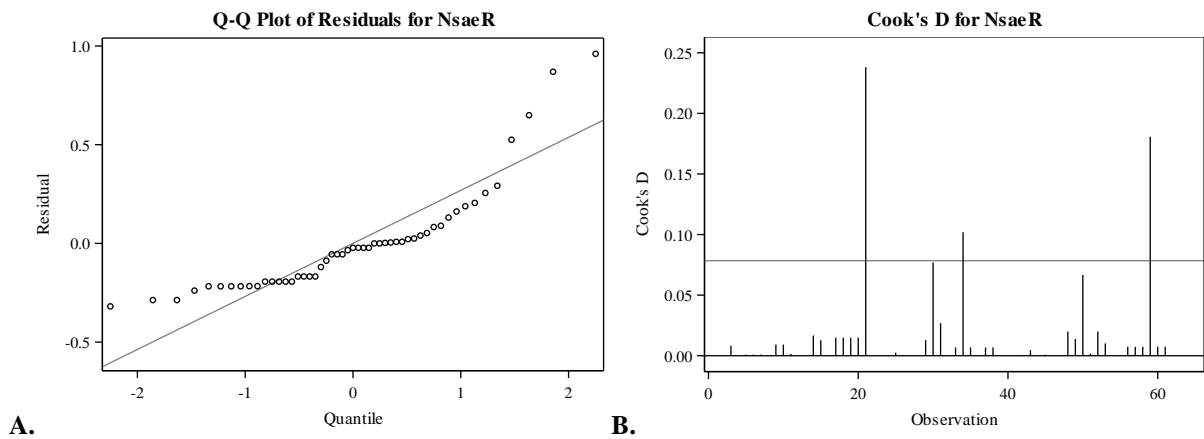 Q-Q Plot of Residuals for NsaeR
1.0
0.5
0.0
-0.5
Residual
-2
-1
0
1
2
Quantile
A.
Cook's D for NsaeR
0.25
0.20
0.15
0.10
0.05
0.00
Cook's D
0
20
40
60
Observation
B.